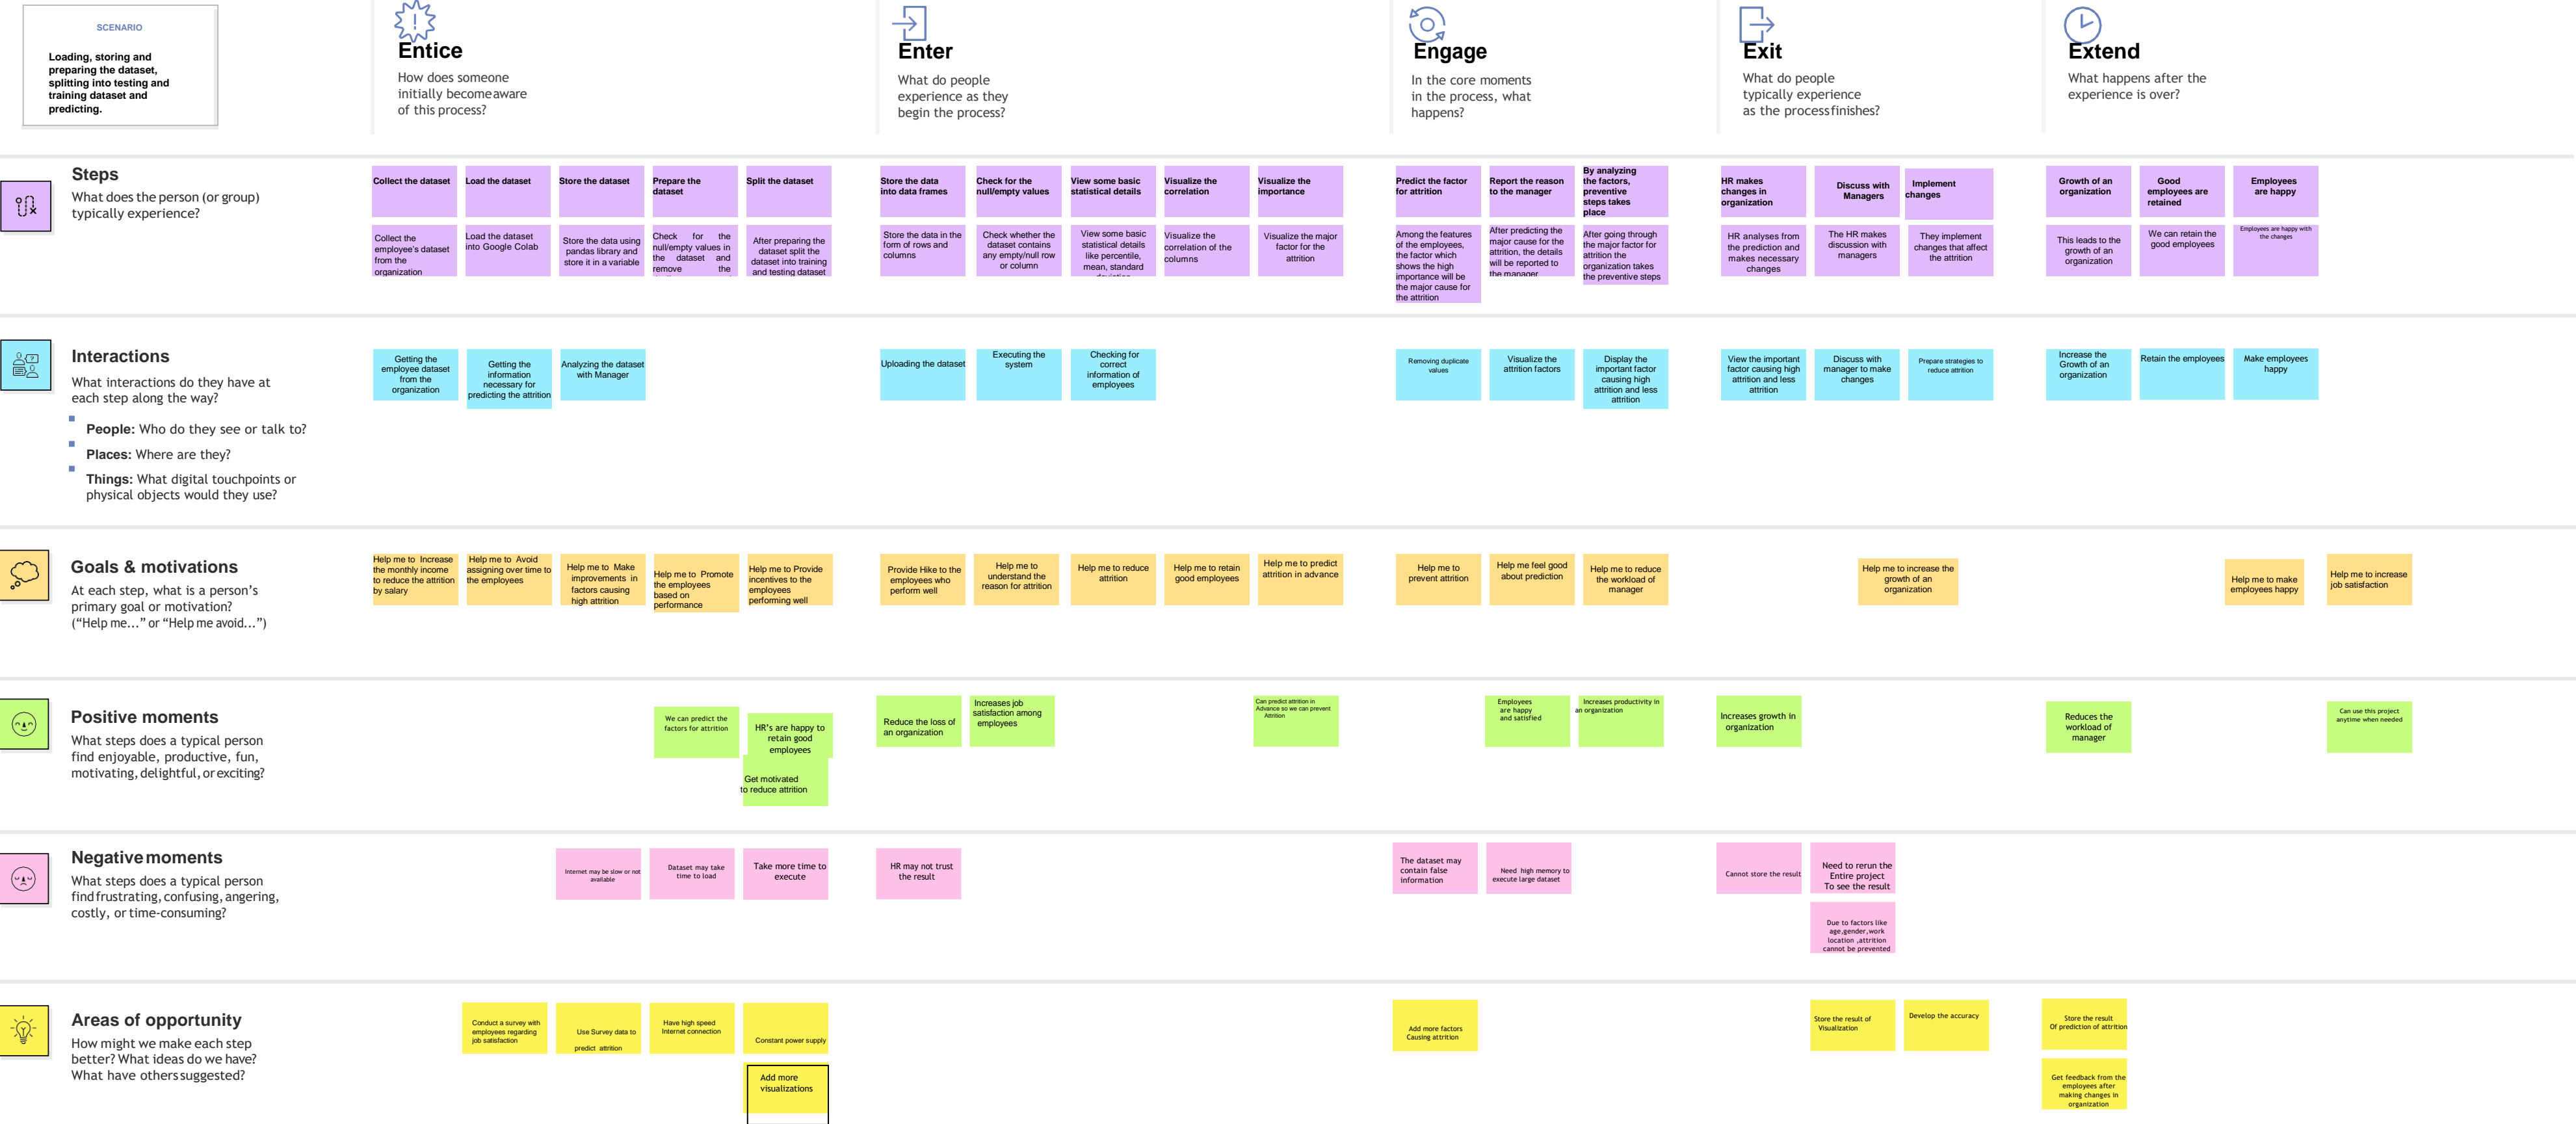 SCENARIO
Loading, storing and
preparing the dataset,
splitting into testing and
training dataset and
predicting.
Entice
How does someone
initially become aware
of this process?
Enter
What do people
experience as they
begin the process?
Engage
In the core moments
in the process, what
happens?
Exit
What do people
typically experience
as the process finishes?
Extend
What happens after the
experience is over?
Steps
What does the person (or group)
typically experience?
Collect the dataset
Load the dataset
Store the dataset
Prepare the
dataset
Split the dataset
Store the data
into data frames
Check for the
null/empty values
View some basic
statistical details
Visualize the
correlation
Visualize the
importance
Predict the factor
for attrition
Report the reason
to the manager
By analyzing
the factors,
preventive
steps takes
place
HR makes
changes in
organization
Discuss with
Managers
Implement
changes
Growth of an
organization
Good
employees are
retained
Employees
are happy
Collect the
employee's dataset
from the
organization
Load the dataset
into Google Colab
Store the data using
pandas library and
store it in a variable
Check for the
null/empty values in
the dataset and
remove the
After preparing the
dataset split the
dataset into training
and testing dataset
Store the data in the
form of rows and
columns
Check whether the
dataset contains
any empty/null row
or column
View some basic
statistical details
like percentile,
mean, standard
deviation
Visualize the
correlation of the
columns
Visualize the major
factor for the
attrition
Among the features
of the employees,
the factor which
shows the high
importance will be
the major cause for
the attrition
After predicting the
major cause for the
attrition, the details
will be reported to
the manager
After going through
the major factor for
attrition the
organization takes
the preventive steps
HR analyses from
the prediction and
makes necessary
changes
The HR makes
discussion with
managers
They implement
changes that affect
the attrition
This leads to the
growth of an
organization
We can retain the
good employees
Employees are happy with
the changes
Interactions
What interactions do they have at
each step along the way?
People: Who do they see or talk to?
Places: Where are they?
Things: What digital touchpoints or
physical objects would they use?
Getting the
employee dataset
from the
organization
Getting the
information
necessary for
predicting the attrition
Analyzing the dataset
with Manager
Uploading the dataset
Executing the
system
Checking for
correct
information of
employees
Removing duplicate
values
Visualize the
attrition factors
Display the
important factor
causing high
attrition and less
attrition
View the important
factor causing high
attrition and less
attrition
Discuss with
manager to make
changes
Prepare strategies to
reduce attrition
Increase the
Growth of an
organization
Retain the employees
Make employees
happy
Goals & motivations
At each step, what is a person's
primary goal or motivation?
("Help me..." or "Help me avoid...")
Help me to Increase
the monthly income
to reduce the attrition
by salary
Help me to Avoid
assigning over time to
the employees
Help me to Make
improvements in
factors causing
high attrition
Help me to Promote
the employees
based on
performance
Help me to Provide
incentives to the
employees
performing well
Provide Hike to the
employees who
perform well
Help me to
understand the
reason for attrition
Help me to reduce
attrition
Help me to retain
good employees
Help me to predict
attrition in advance
Help me to
prevent attrition
Help me feel good
about prediction
Help me to reduce
the workload of
manager
Help me to increase the
growth of an
organization
Help me to make
employees happy
Help me to increase
job satisfaction
Positive moments
What steps does a typical person
find enjoyable, productive, fun,
motivating, delightful, or exciting?
We can predict the
factors for attrition
HR's are happy to
retain good
employees
Get motivated
to reduce attrition
Reduce the loss of
an organization
Increases job
satisfaction among
employees
Can predict attrition in
Advance so we can prevent
Attrition
Employees
are happy
and satisfied
Increases productivity in
an organization
Increases growth in
organization
Reduces the
workload of
manager
Can use this project
anytime when needed
Negative moments
What steps does a typical person
find frustrating, confusing, angering,
costly, or time-consuming?
Internet may be slow or not
available
Dataset may take
time to load
Take more time to
execute
HR may not trust
the result
The dataset may
contain false
information
Need high memory to
execute large dataset
Cannot store the result
Need to rerun the
Entire project
To see the result
Due to factors like
age,gender,work
location ,attrition
cannot be prevented
Areas of opportunity
How might we make each step
better? What ideas do we have?
What have others suggested?
Conduct a survey with
employees regarding
job satisfaction
Use Survey data to
predict attrition
Have high speed
Internet connection
Constant power supply
Add more
visualizations
Add more factors
Causing attrition
Store the result of
Visualization
Develop the accuracy
Store the result
Of prediction of attrition
Get feedback from the
employees after
making changes in
organization